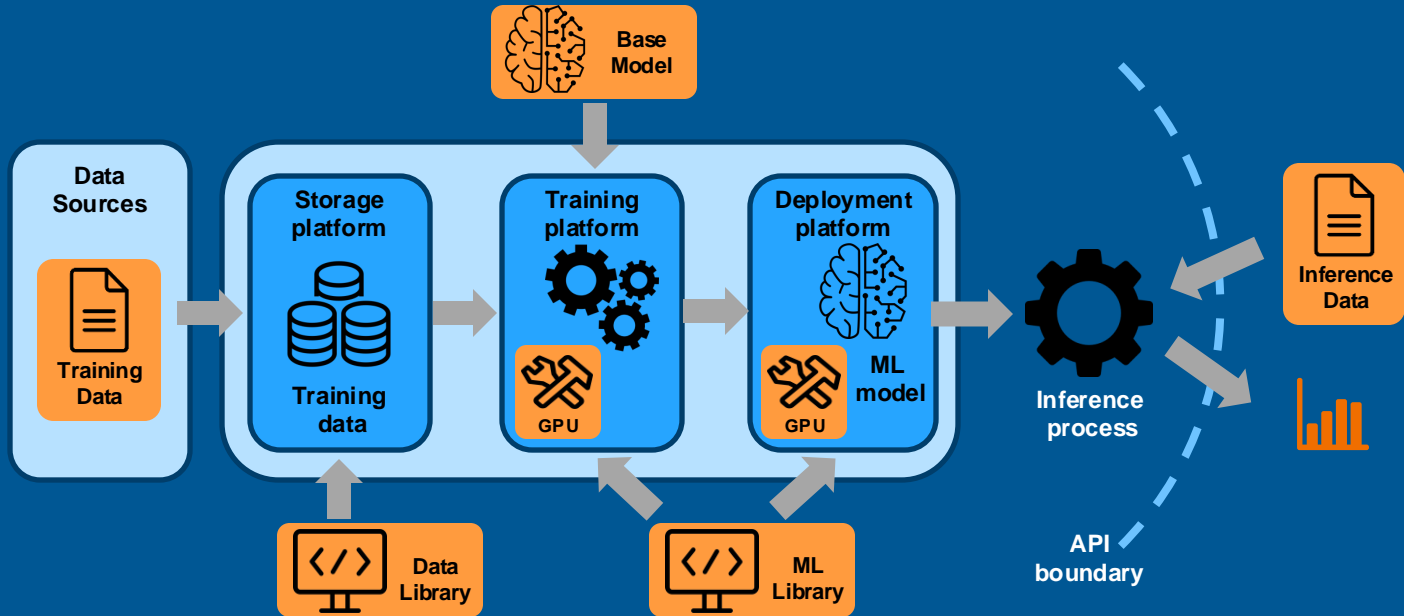 Base
Model
Data
Sources
Training
Data
Storage
platform
Training
data
Training
platform
GPU
Deployment
platform
ML
model
GPU
Inference
process
Inference
Data
Data
Library
</>
ML
Library
</>
API
boundary